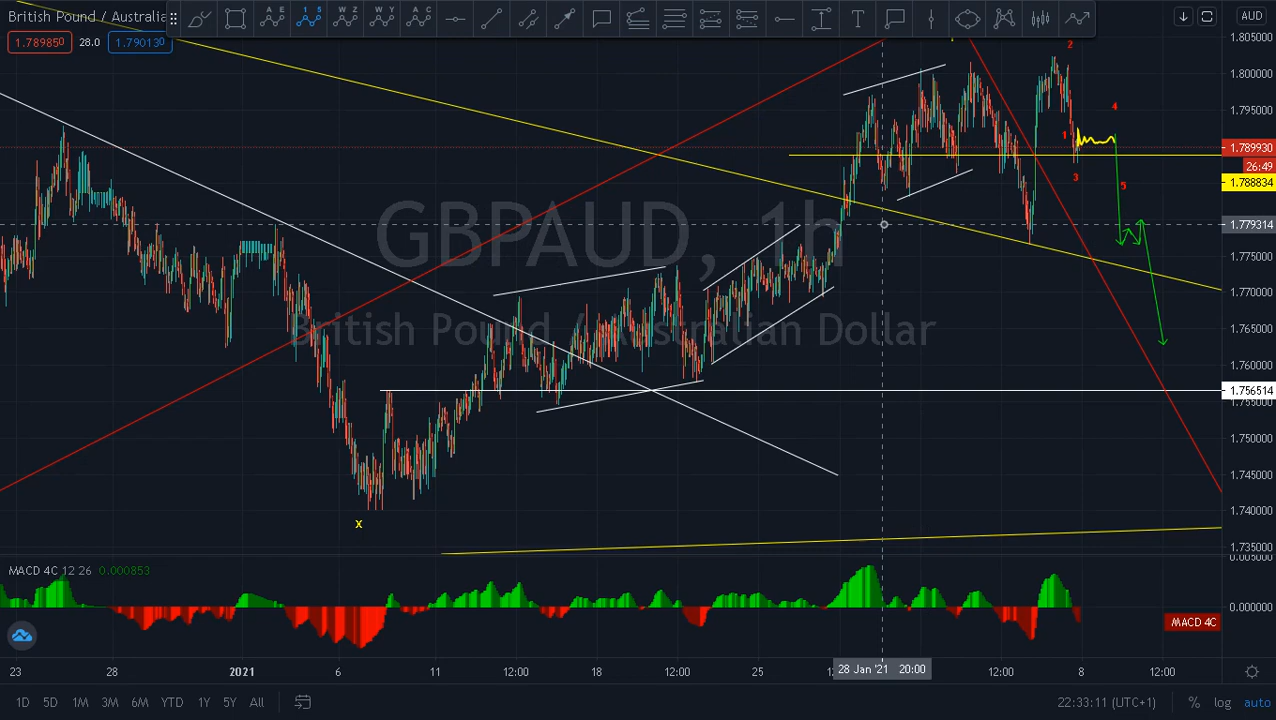 British Pound / Australia
A E
1 5
W Z
W Y
A C
T
AUD
1.789850
28.0
1.790130
1.805000
1.800000
1.795000
1.789930
26:49
1.788834
1.779314
1.775000
1.770000
1.765000
1.760000
1.756514
1.750000
1.745000
1.740000
1.735000
GBPAUD, 1h
British Pound / Australian Dollar
2
4
1
3
5
x
MACD 4C 12 26 0.000853
0.000000
MACD 4C
23
28
2021
6
11
12:00
18
12:00
25
28 Jan '21 20:00
12:00
8
12:00
1D
5D
1M
3M
6M
YTD
1Y
5Y
All
22:33:11 (UTC+1)
%
log
auto